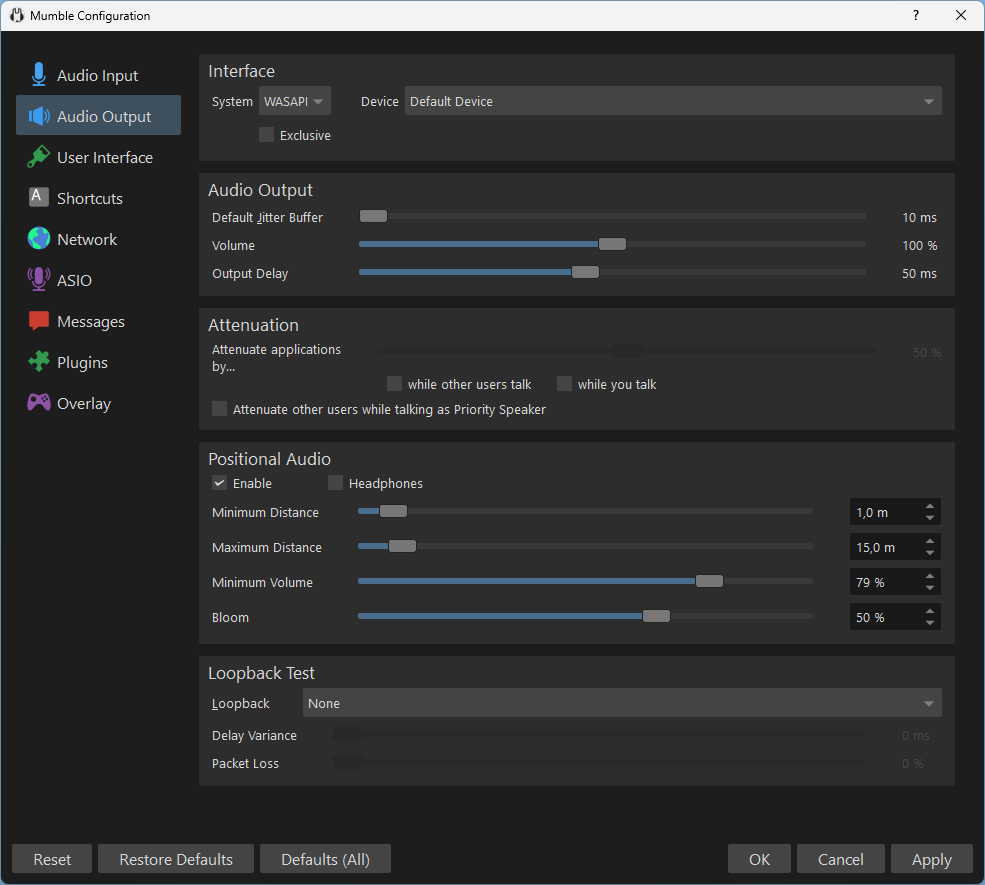 Mumble Configuration
?
Audio Input
Audio Output
User Interface
Shortcuts
Network
ASIO
Messages
Plugins
Overlay
Interface
System WASAPI Device Default Device
Exclusive
Audio Output
Default Jitter Buffer 10 ms
Volume 100 %
Output Delay 50 ms
Attenuation
Attenuate applications
by... 50 %
while other users talk while you talk
Attenuate other users while talking as Priority Speaker
Positional Audio
Enable Headphones
Minimum Distance 1,0 m
Maximum Distance 15,0 m
Minimum Volume 79 %
Bloom 50 %
Loopback Test
Loopback None
Delay Variance 0 ms
Packet Loss 0 %
Reset Restore Defaults Defaults (All) OK Cancel Apply